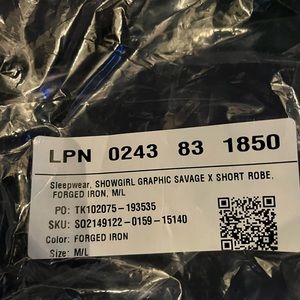 LPN 0243 83 1850
Sleepwear, SHOWGIRL GRAPHIC SAVAGE X SHORT ROBE,
FORGED IRON, M/L
PO: TK102075-193535
SKU: SO2149122-0159-15140
Color: FORGED IRON
Size: M/L